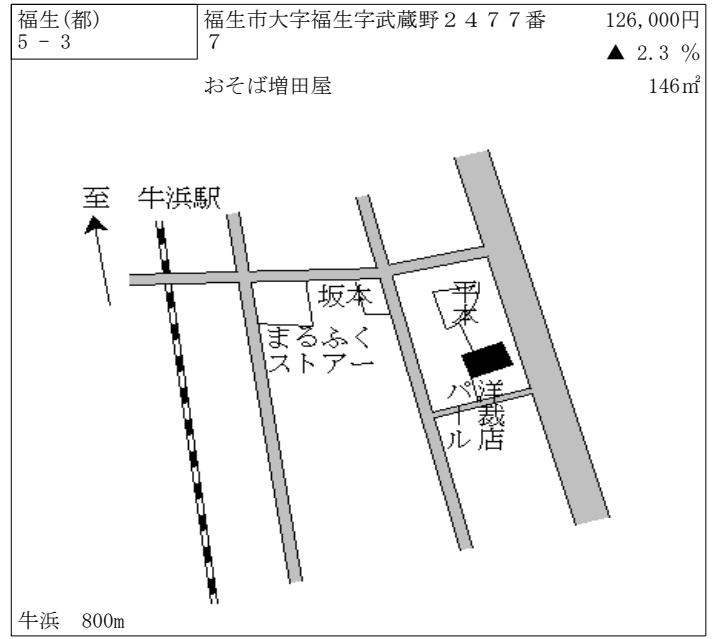 福生(都)
5 - 3
福生市大字福生字武蔵野２４７７番
7
126,000円
▲ 2.3 %
おそば増田屋
146㎡
至　牛浜駅
坂本
平本
まるふく
ストアー
洋裁店
パール
牛浜　800m